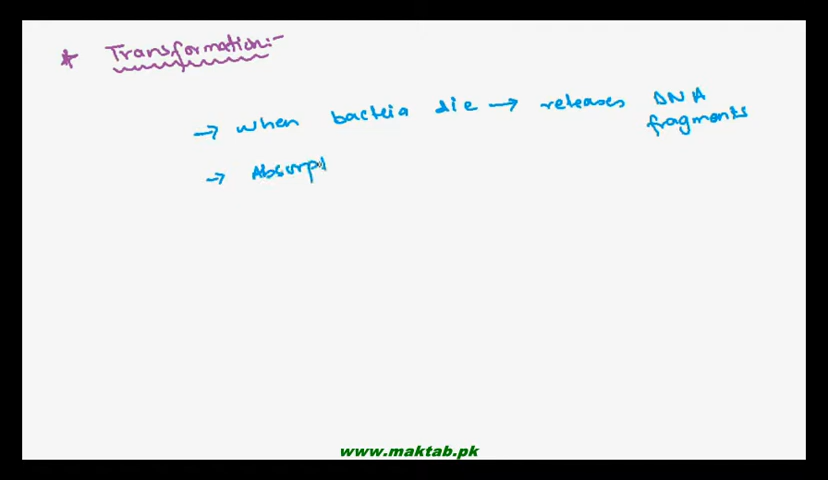 * Transformation:-
→ When bacteia die → releases DNA
fragments
→ Absorpt
www.maktab.pk